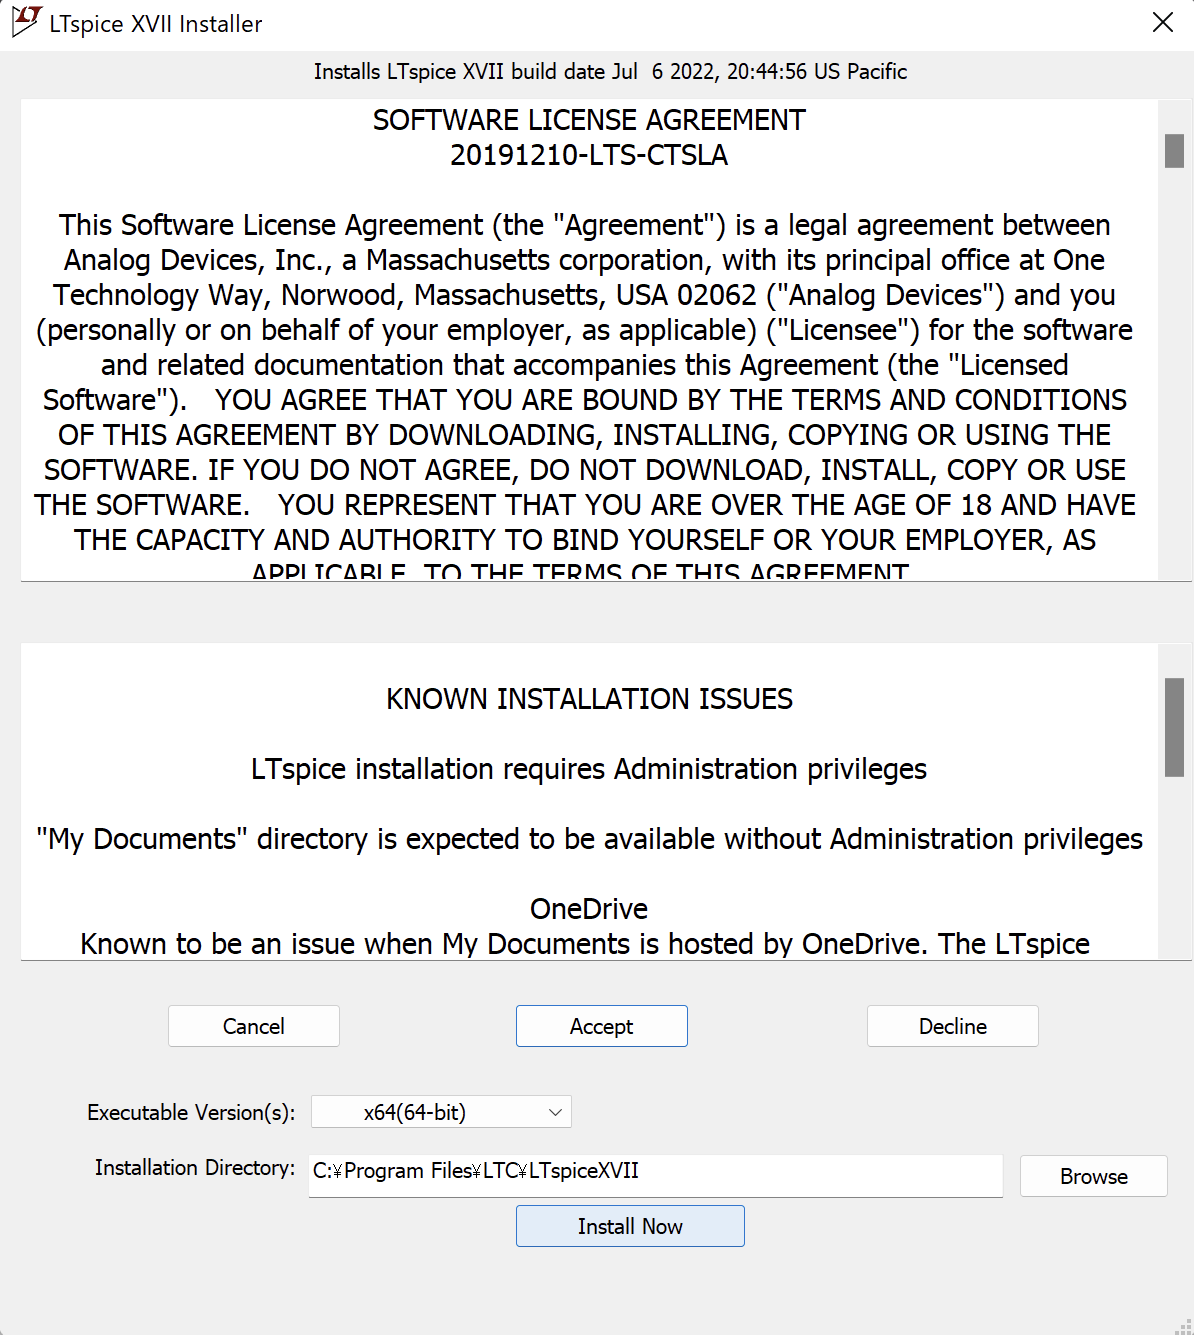 LTspice XVII Installer
Installs LTspice XVII build date Jul  6 2022, 20:44:56 US Pacific
SOFTWARE LICENSE AGREEMENT
20191210-LTS-CTSLA
This Software License Agreement (the "Agreement") is a legal agreement between
Analog Devices, Inc., a Massachusetts corporation, with its principal office at One
Technology Way, Norwood, Massachusetts, USA 02062 ("Analog Devices") and you
(personally or on behalf of your employer, as applicable) ("Licensee") for the software
and related documentation that accompanies this Agreement (the "Licensed
Software").   YOU AGREE THAT YOU ARE BOUND BY THE TERMS AND CONDITIONS
OF THIS AGREEMENT BY DOWNLOADING, INSTALLING, COPYING OR USING THE
SOFTWARE. IF YOU DO NOT AGREE, DO NOT DOWNLOAD, INSTALL, COPY OR USE
THE SOFTWARE.   YOU REPRESENT THAT YOU ARE OVER THE AGE OF 18 AND HAVE
THE CAPACITY AND AUTHORITY TO BIND YOURSELF OR YOUR EMPLOYER, AS
APPLICABLE, TO THE TERMS OF THIS AGREEMENT.
KNOWN INSTALLATION ISSUES
LTspice installation requires Administration privileges
"My Documents" directory is expected to be available without Administration privileges
OneDrive
Known to be an issue when My Documents is hosted by OneDrive. The LTspice
Cancel
Accept
Decline
Executable Version(s):
x64(64-bit)
Installation Directory:
C:¥Program Files¥LTC¥LTspiceXVII
Browse
Install Now